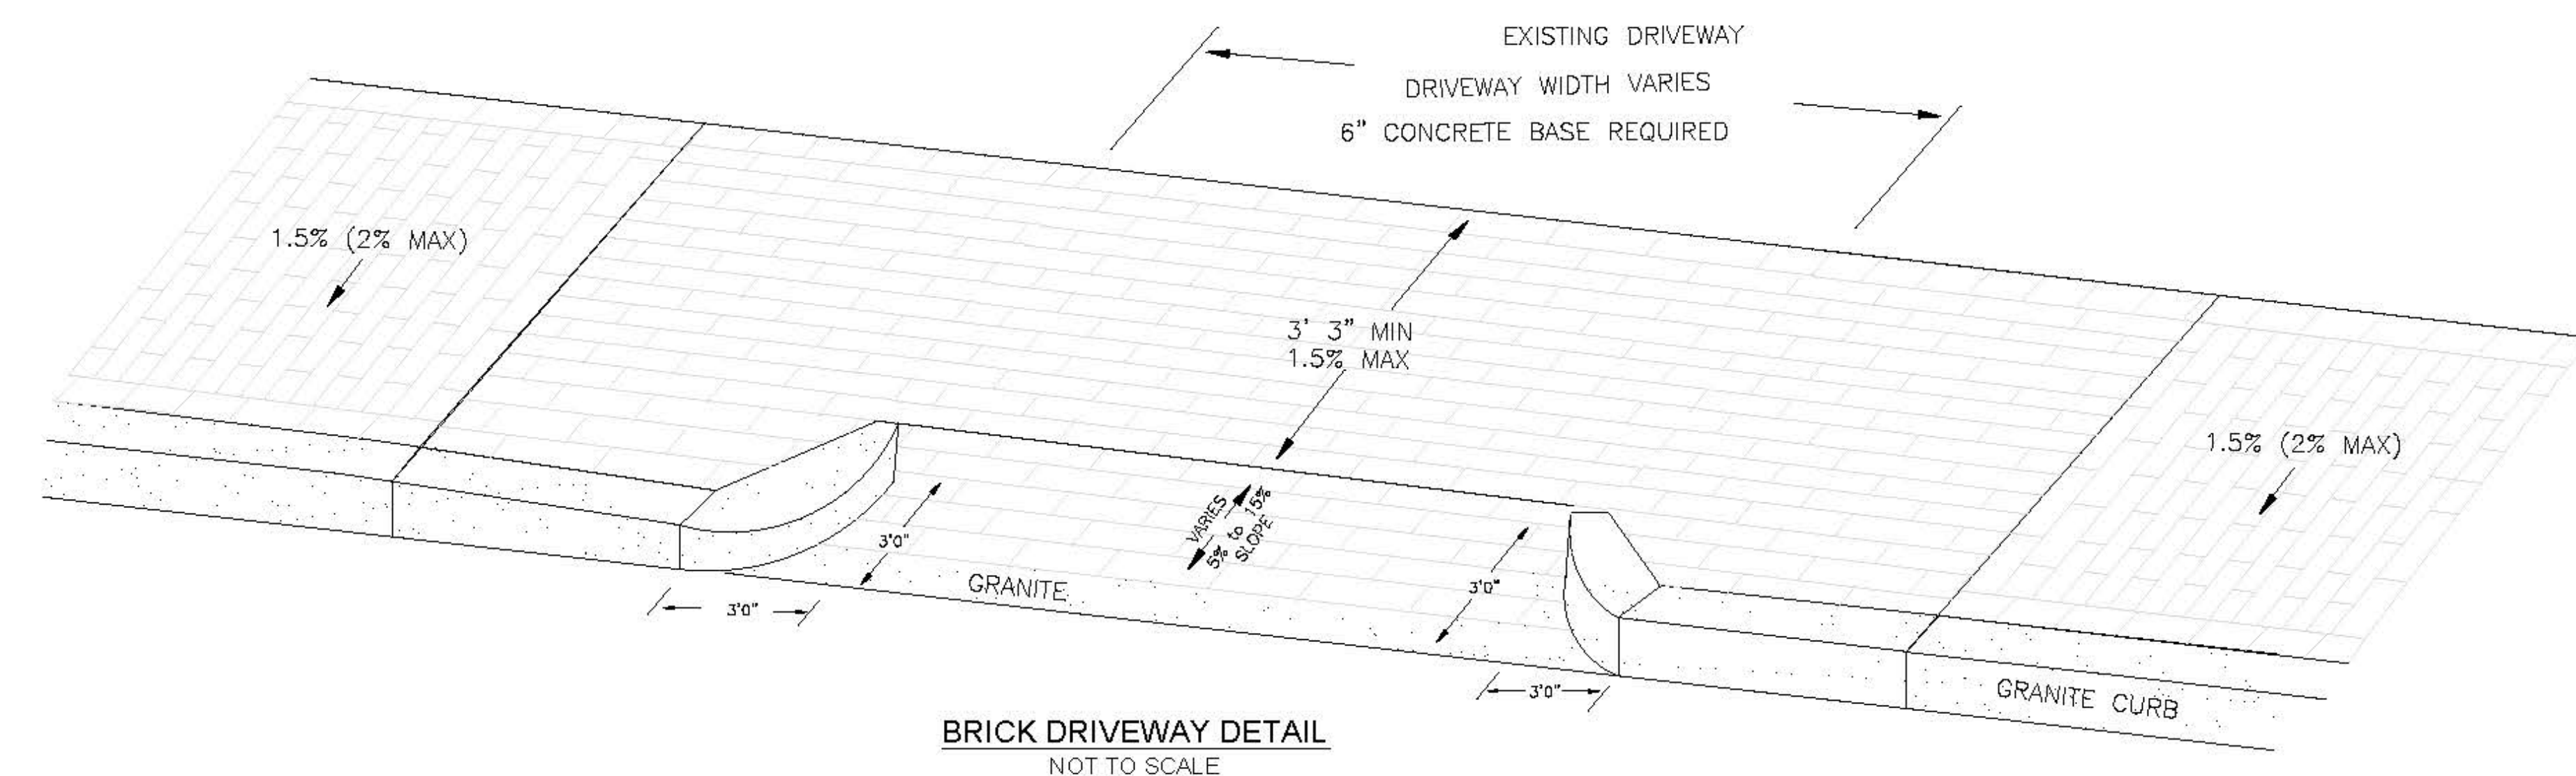 EXISTING DRIVEWAY
DRIVEWAY WIDTH VARIES
6" CONCRETE BASE REQUIRED
1.5% (2% MAX)
3' 3" MIN
1.5% MAX
1.5% (2% MAX)
VARIES
5% to 15%
SLOPE
3'0"
3'0"
GRANITE
3'0"
3'0"
GRANITE CURB
BRICK DRIVEWAY DETAIL
NOT TO SCALE